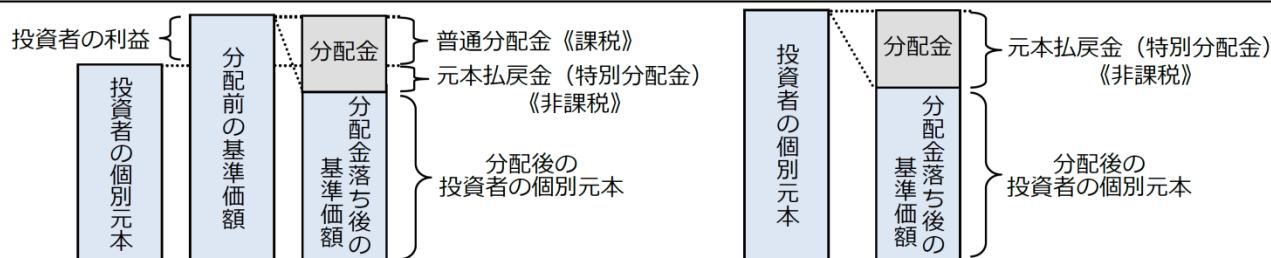 投資者の利益
投資者の個別元本
分配前の基準価額
分配金
分配金落ち後の
基準価額
普通分配金《課税》
元本払戻金（特別分配金）
《非課税》
分配後の
投資者の個別元本
投資者の個別元本
分配金
分配金落ち後の
基準価額
元本払戻金（特別分配金）
《非課税》
分配後の
投資者の個別元本